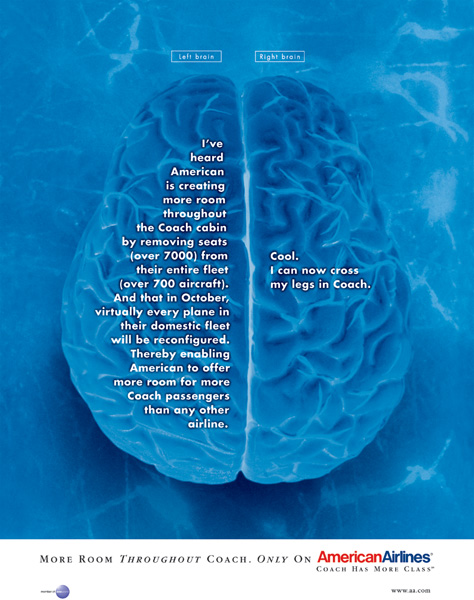 Left brain
Right brain
I've
heard
American
is creating
more room
throughout
the Coach cabin
by removing seats
(over 7000) from
their entire fleet
(over 700 aircraft).
And that in October,
virtually every plane in
their domestic fleet
will be reconfigured.
Thereby enabling
American to offer
more room for more
Coach passengers
than any other
airline.
Cool.
I can now cross
my legs in Coach.
MORE ROOM THROUGHOUT COACH. ONLY ON AmericanAirlines®
COACH HAS MORE CLASS℠
www.aa.com